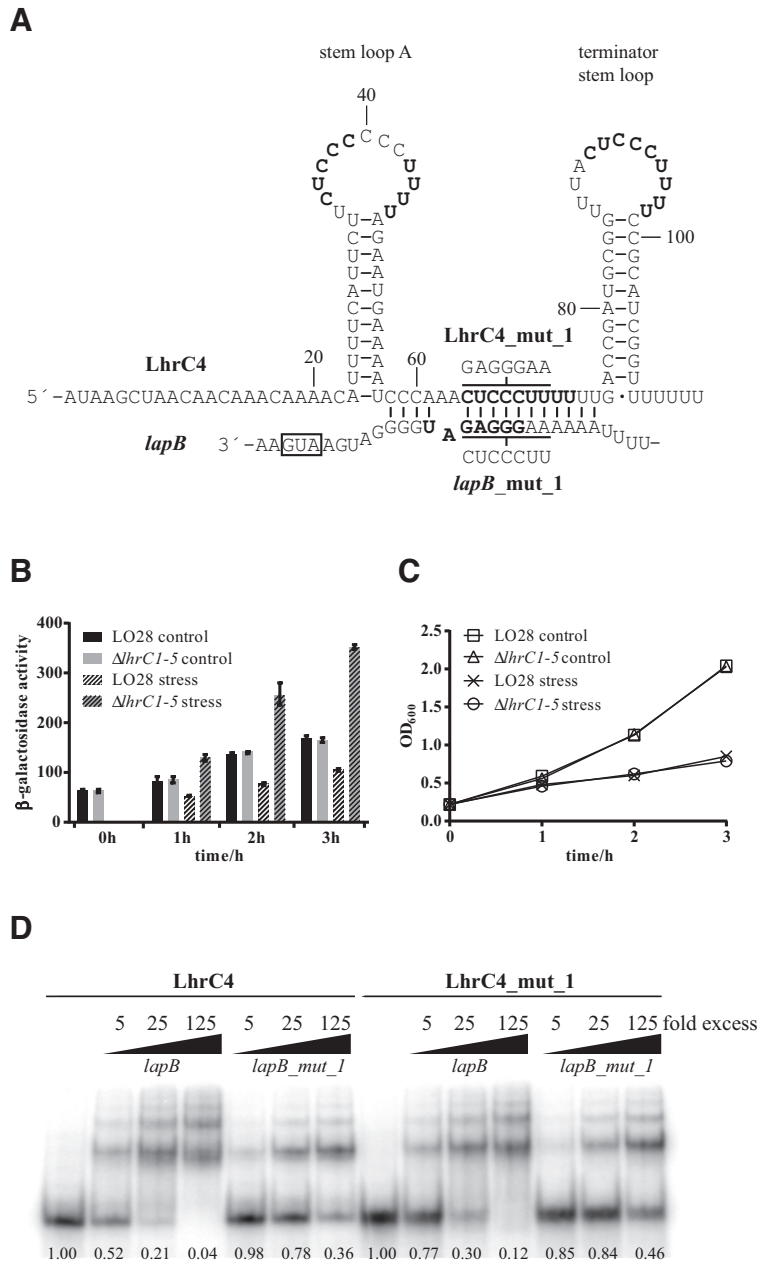 A
stem loop A
terminator
stem loop
40
UCUCCCCCCUUUUU
UUACUCCCUUUU
U-A
G-C
C-G
G-C
100
U-A
C-G
U-A
G-C
A-U
U-A
C-G
80
A-U
U-A
G-C
U-A
C-G
U-A
C-G
U-A
A-U
LhrC4
20
60
LhrC4_mut_1
GAGGGAA
5´-AUAAGCUAACAACAAACAAAACA-UCCCAAACUCCCUUUUUUG·UUUUUUU
lapB
3´-AAGUAAGUAGGGGUAGAGGGAAAAAAUUUU-
CUCCCUU
lapB_mut_1
B
β-galactosidase activity
400
300
200
100
0
LO28 control
ΔlhrC1-5 control
LO28 stress
ΔlhrC1-5 stress
0h 1h 2h 3h
time/h
C
OD600
2.5
2.0
1.5
1.0
0.5
0.0
LO28 control
ΔlhrC1-5 control
LO28 stress
ΔlhrC1-5 stress
0 1 2 3
time/h
D
LhrC4 LhrC4_mut_1
5 25 125 5 25 125 5 25 125 5 25 125 fold excess
lapB lapB_mut_1 lapB lapB_mut_1
1.00 0.52 0.21 0.04 0.98 0.78 0.36 1.00 0.77 0.30 0.12 0.85 0.84 0.46